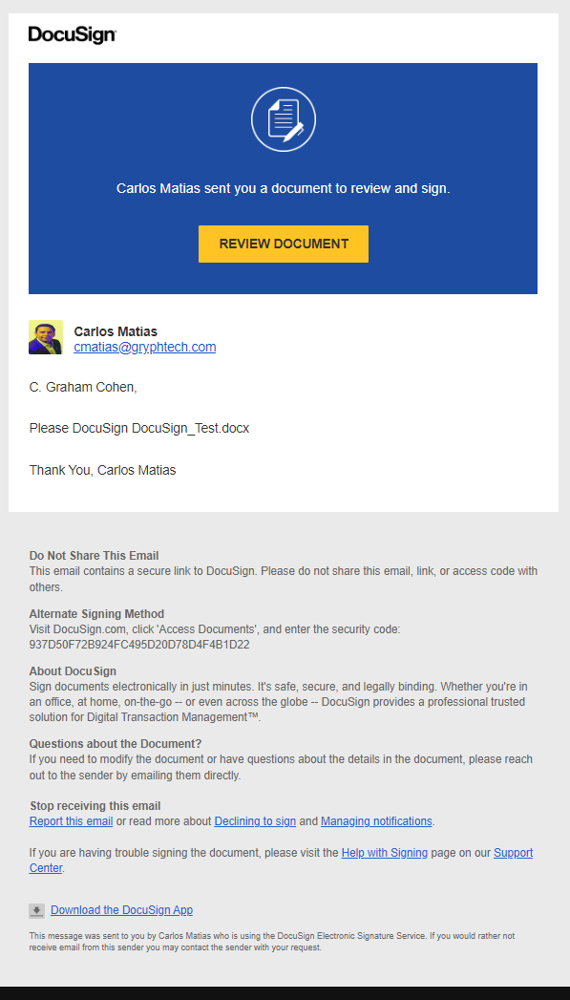 DocuSign
Carlos Matias sent you a document to review and sign.
REVIEW DOCUMENT
Carlos Matias
cmatias@gryphtech.com
C. Graham Cohen,
Please DocuSign DocuSign_Test.docx
Thank You, Carlos Matias
Do Not Share This Email
This email contains a secure link to DocuSign. Please do not share this email, link, or access code with
others.
Alternate Signing Method
Visit DocuSign.com, click 'Access Documents', and enter the security code:
937D50F72B924FC495D20D78D4F4B1D22
About DocuSign
Sign documents electronically in just minutes. It's safe, secure, and legally binding. Whether you're in
an office, at home, on-the-go -- or even across the globe -- DocuSign provides a professional trusted
solution for Digital Transaction Management™.
Questions about the Document?
If you need to modify the document or have questions about the details in the document, please reach
out to the sender by emailing them directly.
Stop receiving this email
Report this email or read more about Declining to sign and Managing notifications.
If you are having trouble signing the document, please visit the Help with Signing page on our Support
Center.
Download the DocuSign App
This message was sent to you by Carlos Matias who is using the DocuSign Electronic Signature Service. If you would rather not
receive email from this sender you may contact the sender with your request.